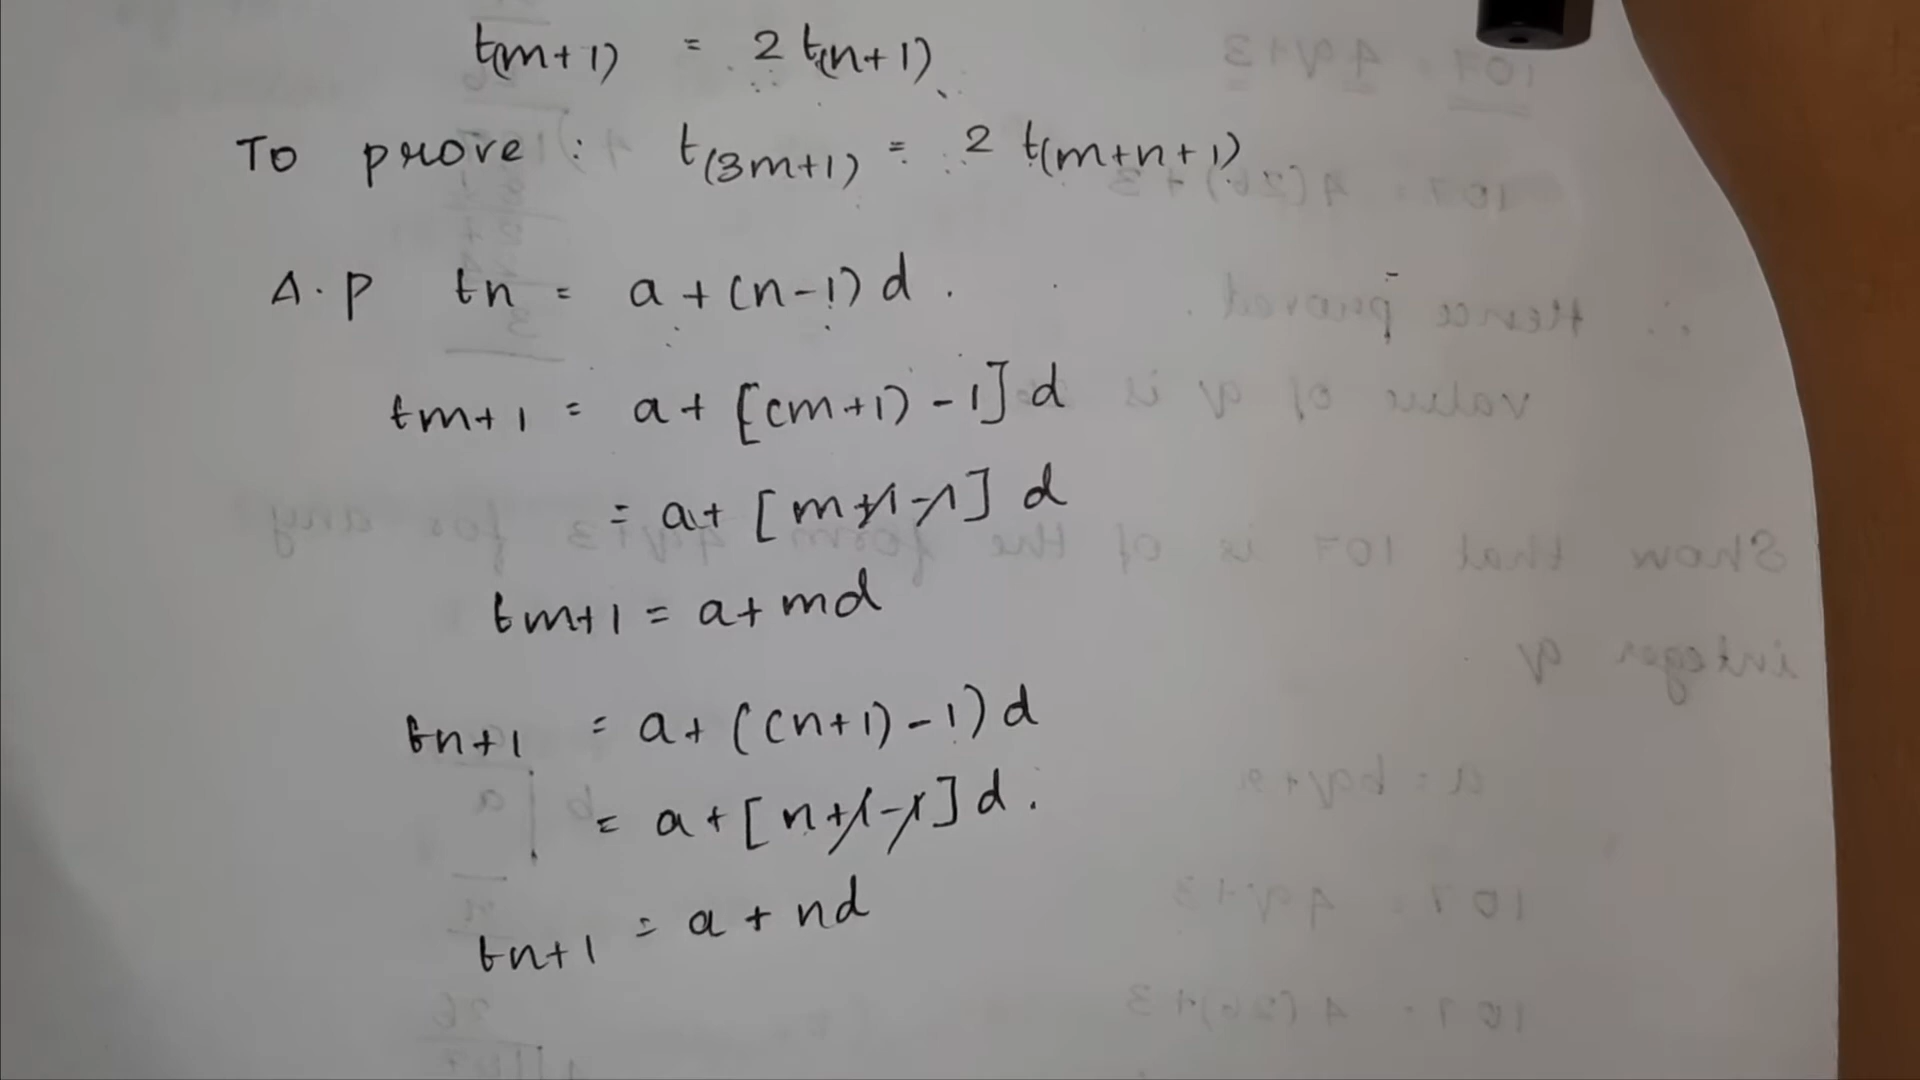 t(m+1) = 2 t(n+1)
To prove : t(3m+1) = 2 t(m+n+1)
A.P tn = a + (n-1) d .
tm+1 = a + [(m+1) - 1] d
= a + [m+1-1] d
tm+1 = a + md
tn+1 = a + ((n+1) - 1) d
= a + [n+1-1] d .
tn+1 = a + nd